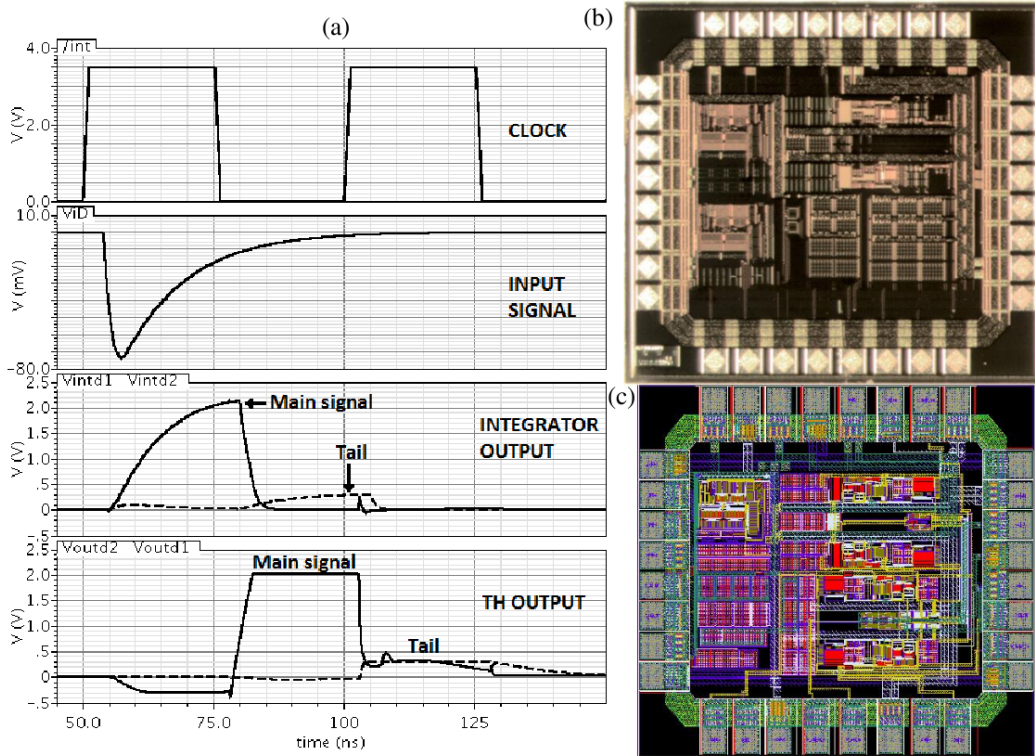 (a)
(b)
(c)
/int
4.0
2.0
0.0
V (V)
CLOCK
ViD
10.0
-80.0
V (mV)
INPUT
SIGNAL
Vintd1 Vintd2
2.5
2.0
1.5
1.0
.5
0
-.5
V (V)
Main signal
INTEGRATOR
OUTPUT
Tail
Voutd2 Voutd1
2.5
2.0
1.5
1.0
.5
0
-.5
V (V)
Main signal
TH OUTPUT
Tail
50.0 75.0 100 125
time (ns)